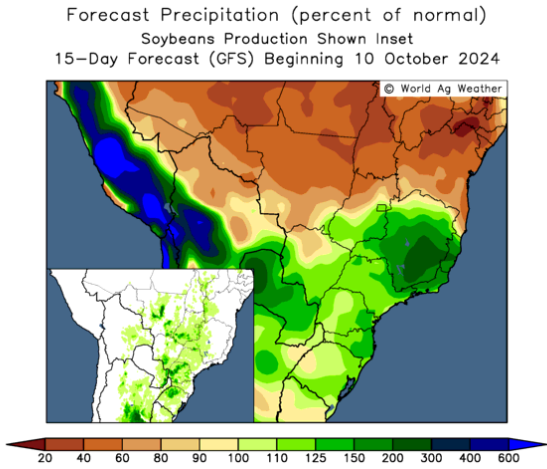 Forecast Precipitation (percent of normal)
Soybeans Production Shown Inset
15-Day Forecast (GFS) Beginning 10 October 2024
© World Ag Weather
20 40 60 80 90 100 110 125 150 200 300 400 600